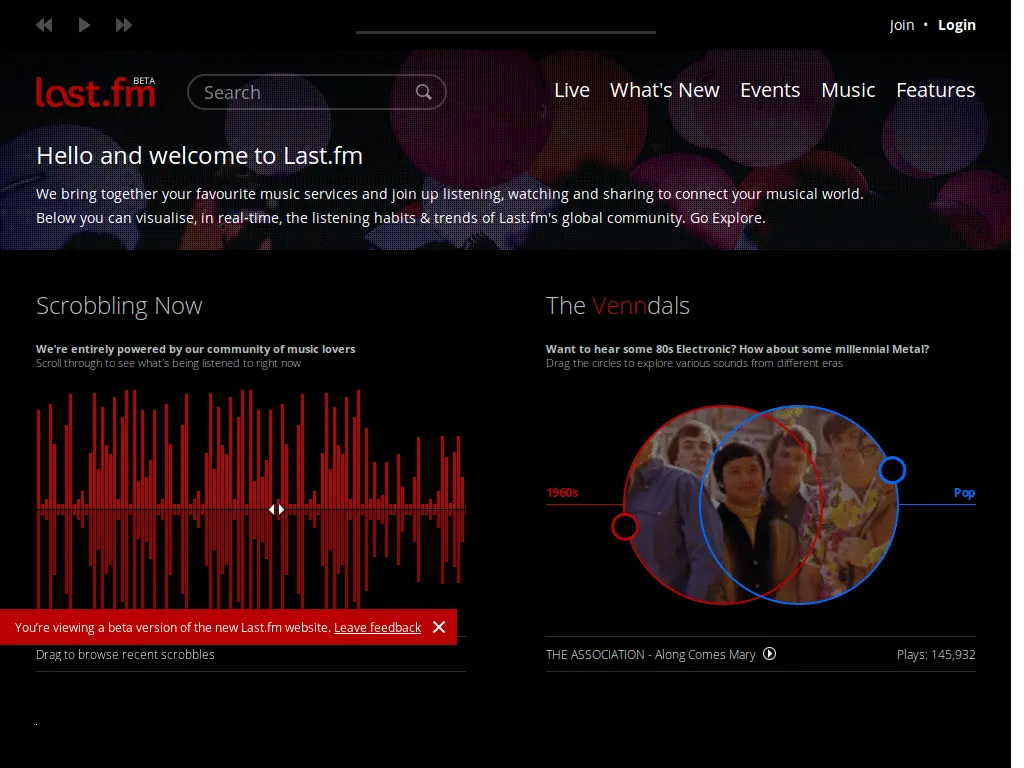 Join • Login
last.fm BETA
Search
Live What's New Events Music Features
Hello and welcome to Last.fm
We bring together your favourite music services and join up listening, watching and sharing to connect your musical world.
Below you can visualise, in real-time, the listening habits & trends of Last.fm's global community. Go Explore.
Scrobbling Now
We're entirely powered by our community of music lovers
Scroll through to see what's being listened to right now
The Venndals
Want to hear some 80s Electronic? How about some millennial Metal?
Drag the circles to explore various sounds from different eras
1960s
Pop
You're viewing a beta version of the new Last.fm website. Leave feedback
Drag to browse recent scrobbles
THE ASSOCIATION - Along Comes Mary
Plays: 145,932